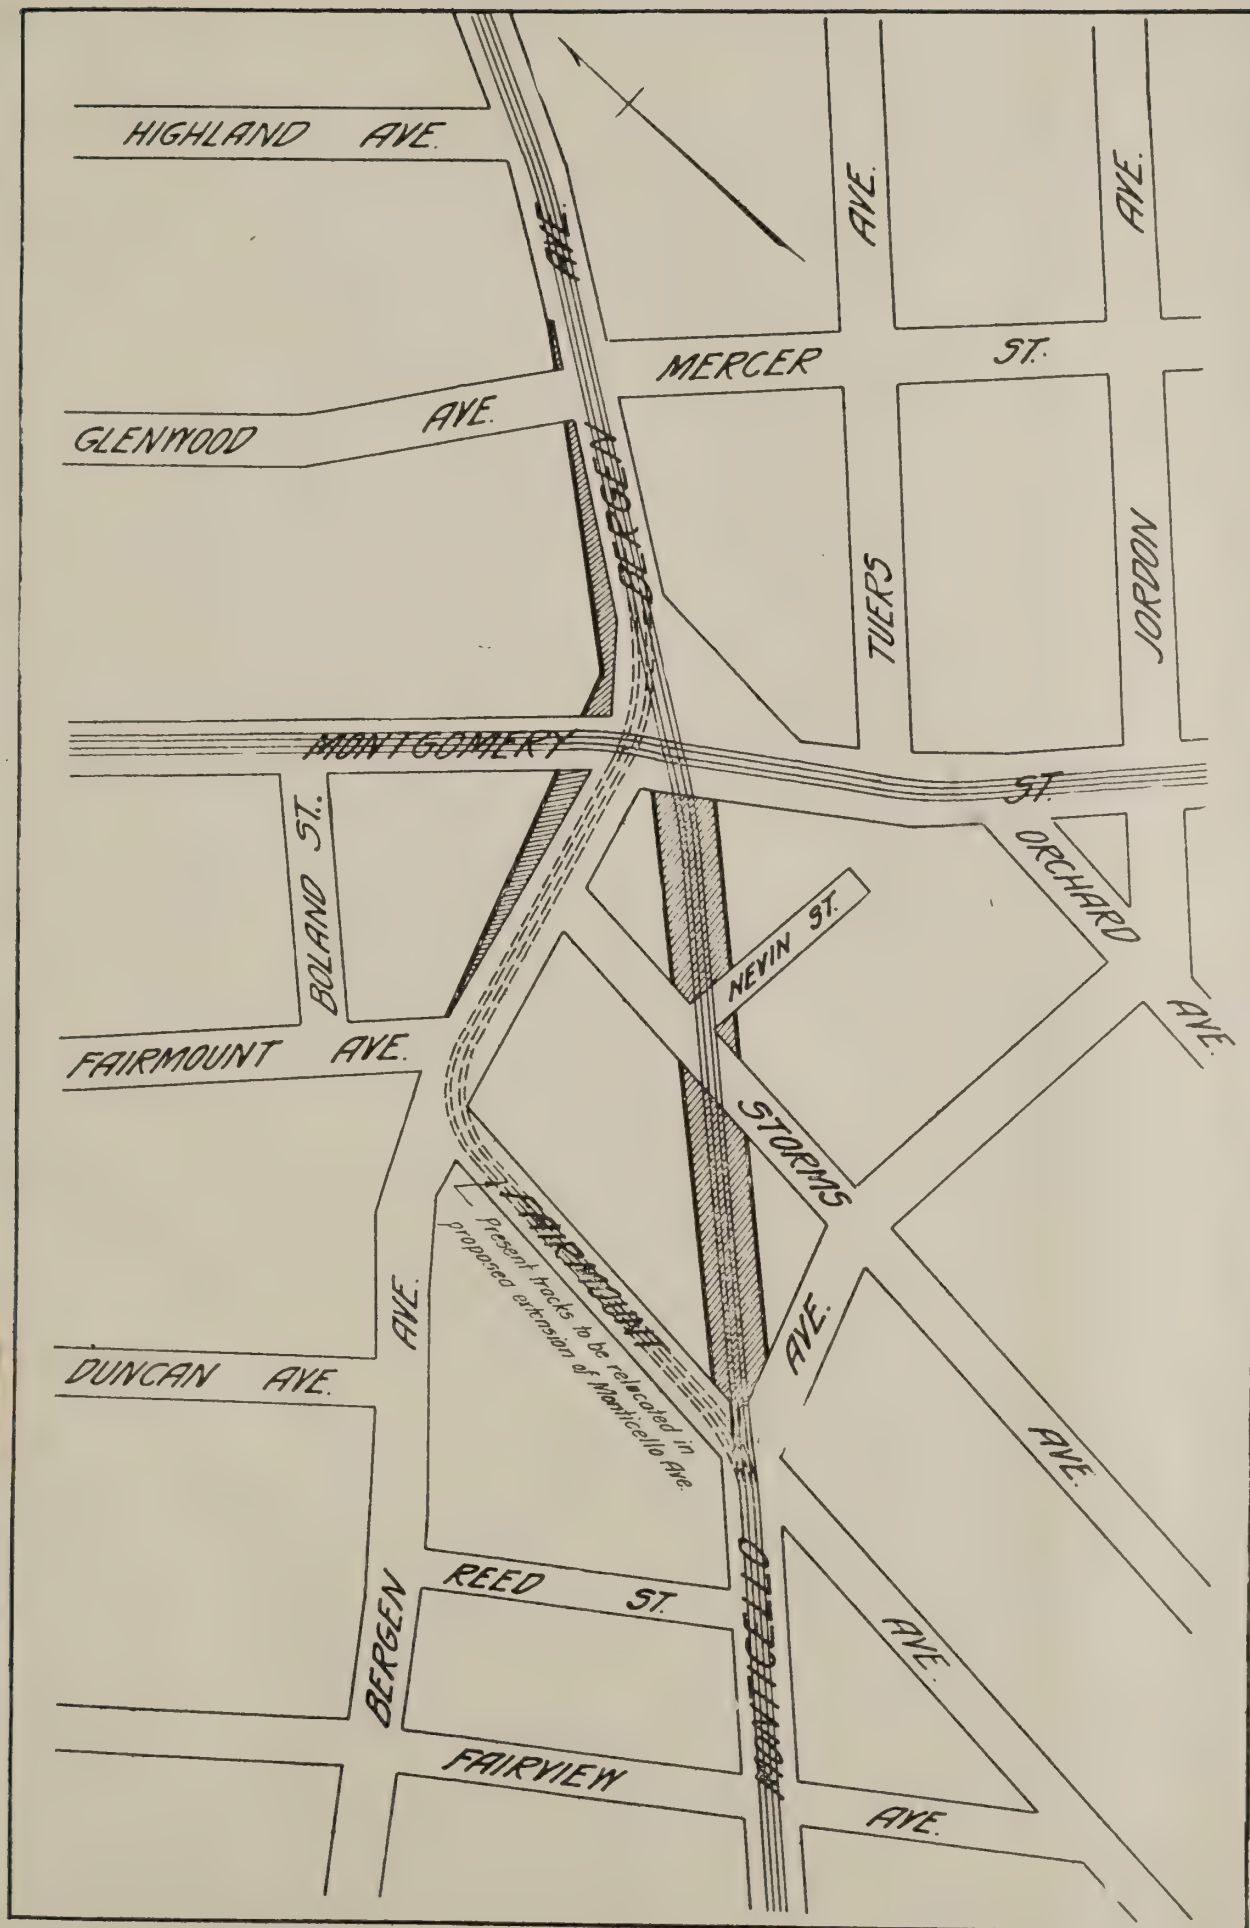 HIGHLAND AVE.
AVE.
AVE.
AVE.
MERCER ST.
GLENWOOD AVE.
BERGEN
TUERS
JORDON
MONTGOMERY ST.
BOLAND ST.
ORCHARD
NEVIN ST.
AVE.
FAIRMOUNT AVE.
STORMS
FAIRMOUNT
Present tracks to be relocated in
proposed extension of Monticello Ave.
AVE.
AVE.
DUNCAN AVE.
AVE.
REED ST.
MONTICELLO
BERGEN
AVE.
FAIRVIEW AVE.